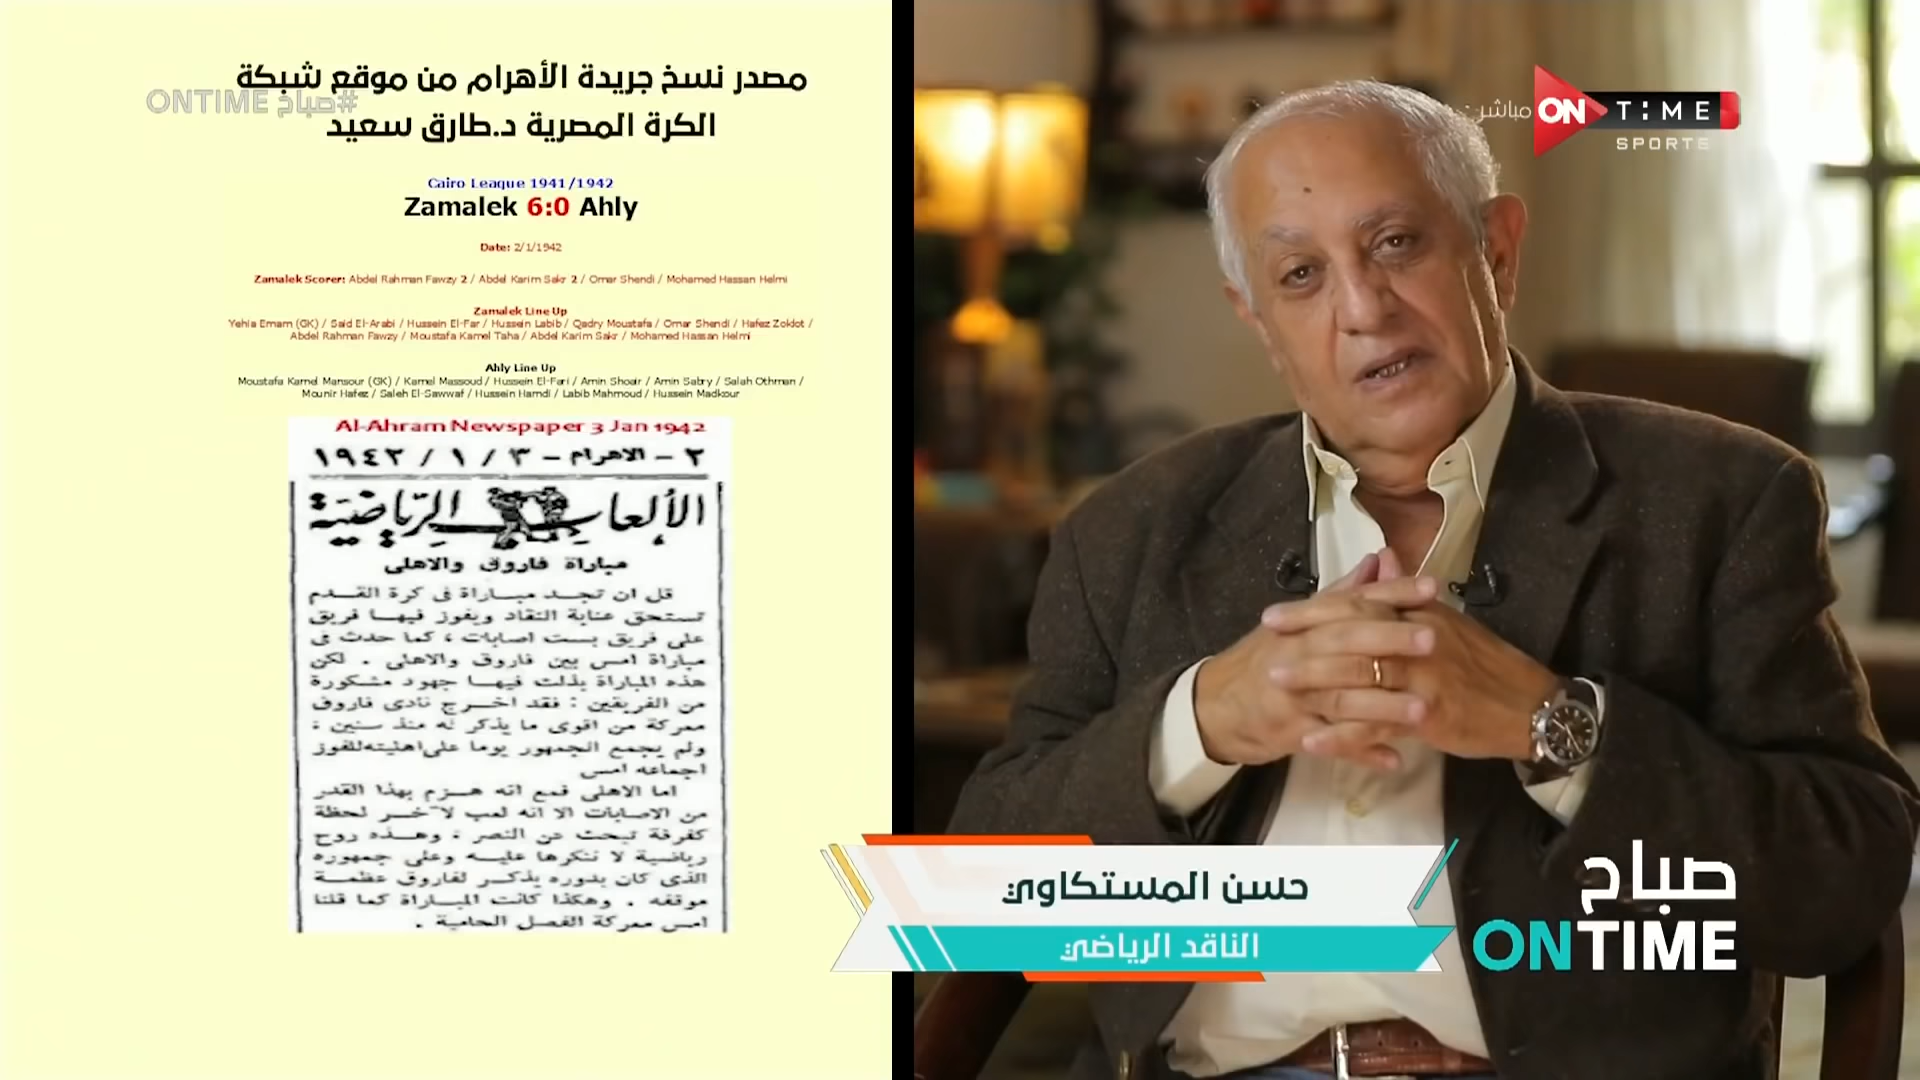 مصدر نسخ جريدة الأهرام من موقع شبكة
الكرة المصرية د.طارق سعيد
#صباح ONTIME
Cairo League 1941/1942
Zamalek 6:0 Ahly
Date: 2/1/1942
Zamalek Scorer: Abdel Rahman Fawzy 2 / Abdel Karim Sakr 2 / Omar Shendi / Mohamed Hassan Helmi
Zamalek Line Up
Yehia Emam (GK) / Said El-Arabi / Hussein El-Far / Hussein Labib / Qadry Moustafa / Omar Shendi / Hafez Zoklot /
Abdel Rahman Fawzy / Moustafa Kamel Taha / Abdel Karim Sakr / Mohamed Hassan Helmi
Ahly Line Up
Moustafa Kamel Mansour (GK) / Kamel Massoud / Hussein El-Fari / Amin Shoair / Amin Sabry / Salah Othman /
Mounir Hafez / Saleh El-Sawwaf / Hussein Hamdi / Labib Mahmoud / Hussein Madkour
Al-Ahram Newspaper 3 Jan 1942
٢ - الاهرام - ٣ / ١ / ١٩٤٢
الألعاب الرياضية
مباراة فاروق والاهلى
قل ان تجد مباراة فى كرة القدم
تستحق عناية النقاد ويفوز فيها فريق
على فريق بست اصابات ، كما حدث فى
مباراة امس بين فاروق والاهلى . لكن
هذه المباراة بذلت فيها جهود مشكورة
من الفريقين : فقد اخرج نادى فاروق
معركة من اقوى ما يذكر له منذ سنين ؛
ولم يجمع الجمهور يوما على اهليته للفوز
اجماعه امس
اما الاهلى فمع انه هزم بهذا القدر
من الاصابات الا انه لعب لآخر لحظة
كفرقة تبحث عن النصر ؛ وهذه روح
رياضية لا ننكرها عليه وعلى جمهوره
الذى كان بدوره يذكر لفاروق عظمة
موقفه . وهكذا كانت المباراة كما قلنا
امس معركة الفصل الحامية .
مباشر
ON TIME
SPORTS
حسن المستكاوي
الناقد الرياضي
صباح
ONTIME